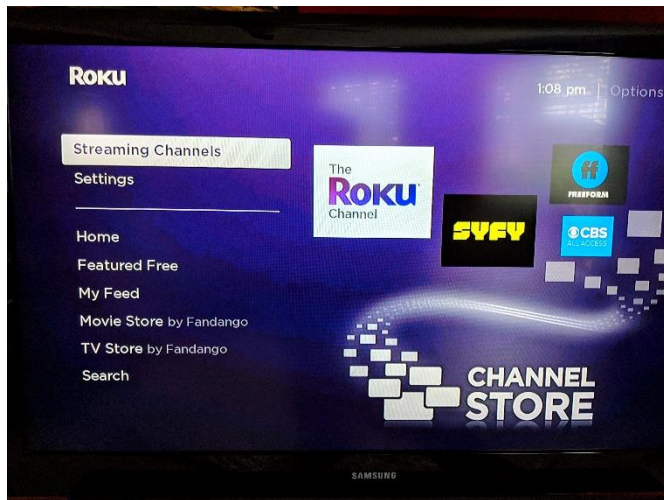 Roku
1:08 pm | Options
Streaming Channels
Settings
Home
Featured Free
My Feed
Movie Store by Fandango
TV Store by Fandango
Search
The
Roku
Channel
SYFY
ff
FREEFORM
CBS
ALL ACCESS
CHANNEL
STORE
SAMSUNG